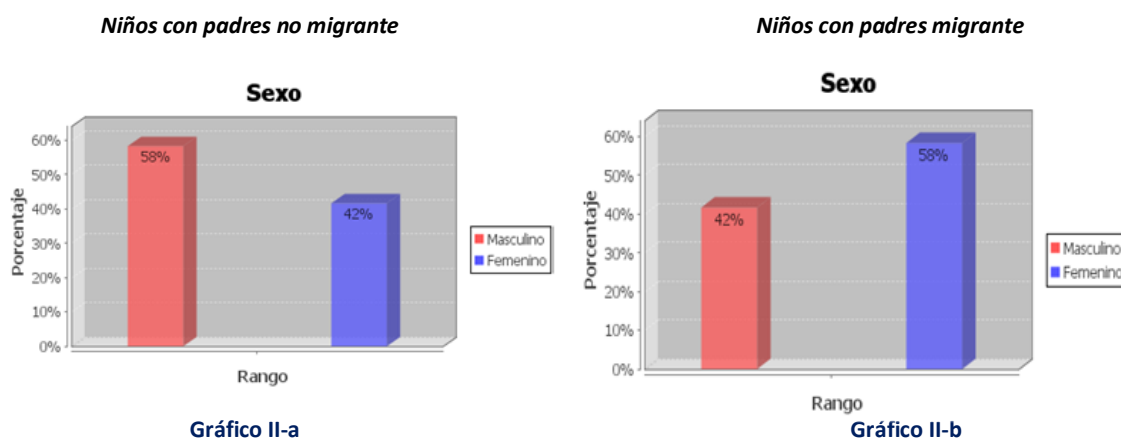 Niños con padres no migrante
Sexo
Porcentaje
60%
50%
40%
30%
20%
10%
0%
58%
42%
Masculino
Femenino
Rango
Gráfico II-a
Niños con padres migrante
Sexo
Porcentaje
60%
50%
40%
30%
20%
10%
0%
42%
58%
Masculino
Femenino
Rango
Gráfico II-b